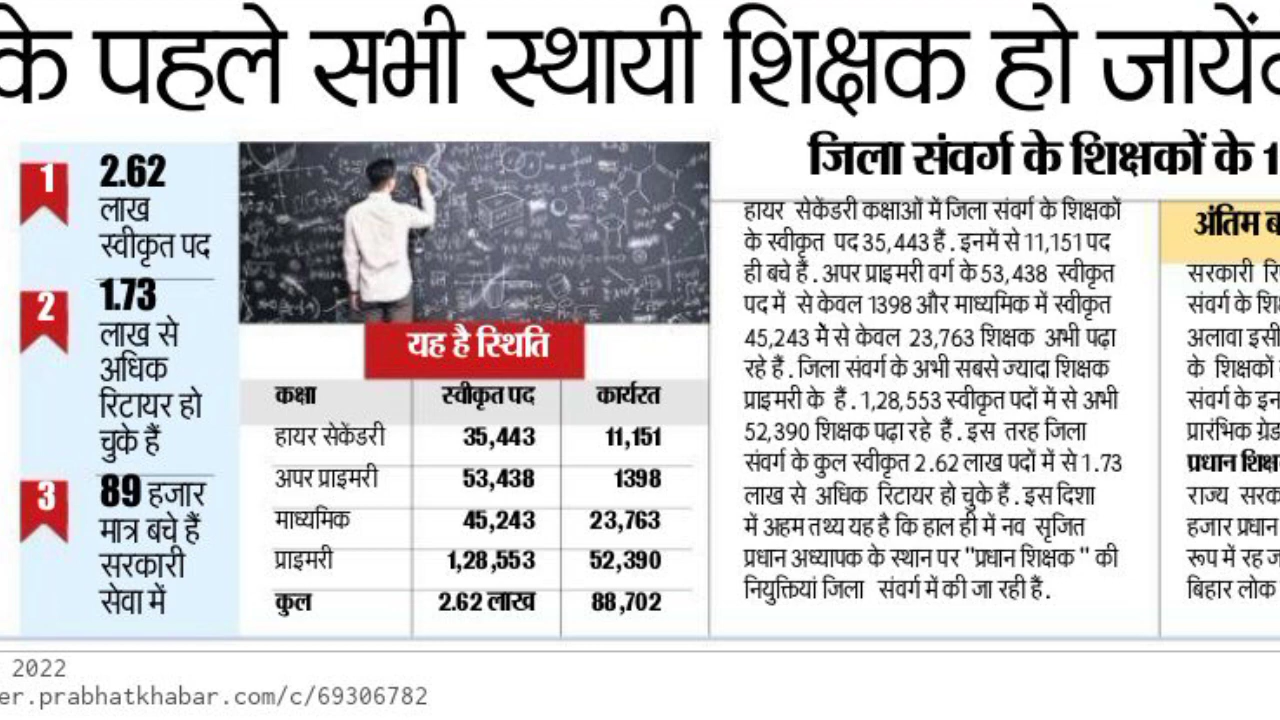 के पहले सभी स्थायी शिक्षक हो जायें
1
2.62
लाख
स्वीकृत पद
2
1.73
लाख से
अधिक
रिटायर हो
चुके हैं
3
89 हजार
मात्र बचे हैं
सरकारी
सेवा में
यह है स्थिति
कक्षा स्वीकृत पद कार्यरत
हायर सेकेंडरी 35,443 11,151
अपर प्राइमरी 53,438 1398
माध्यमिक 45,243 23,763
प्राइमरी 1,28,553 52,390
कुल 2.62 लाख 88,702
जिला संवर्ग के शिक्षकों के 1
हायर सेकेंडरी कक्षाओं में जिला संवर्ग के शिक्षकों
के स्वीकृत पद 35,443 हैं . इनमें से 11,151 पद
ही बचे हैं . अपर प्राइमरी वर्ग के 53,438 स्वीकृत
पद में से केवल 1398 और माध्यमिक में स्वीकृत
45,243 में से केवल 23,763 शिक्षक अभी पढ़ा
रहे हैं . जिला संवर्ग के अभी सबसे ज्यादा शिक्षक
प्राइमरी के हैं . 1,28,553 स्वीकृत पदों में से अभी
52,390 शिक्षक पढ़ा रहे हैं . इस तरह जिला
संवर्ग के कुल स्वीकृत 2.62 लाख पदों में से 1.73
लाख से अधिक रिटायर हो चुके हैं . इस दिशा
में अहम तथ्य यह है कि हाल ही में नव सृजित
प्रधान अध्यापक के स्थान पर "प्रधान शिक्षक " की
नियुक्तियां जिला संवर्ग में की जा रही हैं .
अंतिम
सरकारी
संवर्ग के
अलावा इसी
के शिक्षकों
संवर्ग के इन
प्रारंभिक ग्रेड
प्रधान
राज्य
हजार प्रधान
रूप में रह
बिहार लोक
2022
er.prabhatkhabar.com/c/69306782